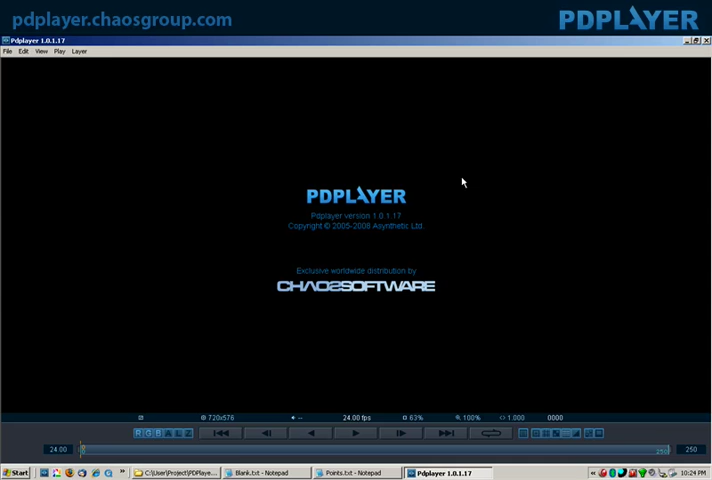 pdplayer.chaosgroup.com
PDPLAYER
Pdplayer 1.0.1.17
File Edit View Play Layer
PDPLAYER
Pdplayer version 1.0.1.17
Copyright © 2005-2008 Asynthetic Ltd.
Exclusive worldwide distribution by
CHAOSSOFTWARE
720x576 -- 24.00 fps 63% 100% 1.000 0000
R G B A L Z
24.00 0 250 250
Start C:\User\Project\PDPlaye... Blank.txt - Notepad Points.txt - Notepad Pdplayer 1.0.1.17 10:24 PM